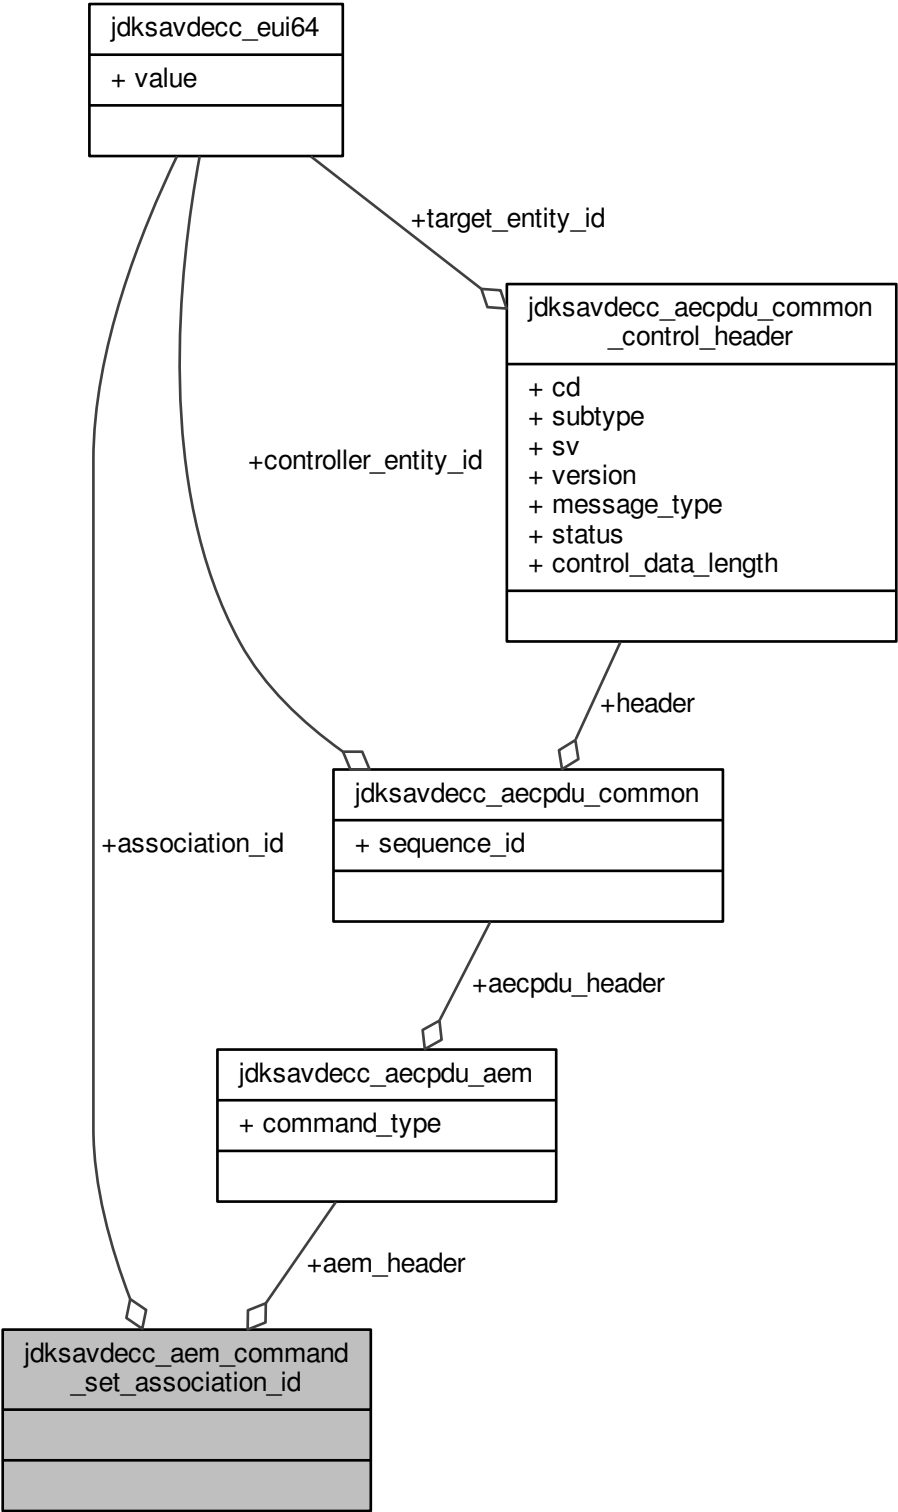 jdksavdecc_eui64
+ value
+target_entity_id
jdksavdecc_aecpdu_common
_control_header
+ cd
+ subtype
+ sv
+ version
+ message_type
+ status
+ control_data_length
+controller_entity_id
+header
jdksavdecc_aecpdu_common
+ sequence_id
+association_id
+aecpdu_header
jdksavdecc_aecpdu_aem
+ command_type
+aem_header
jdksavdecc_aem_command
_set_association_id